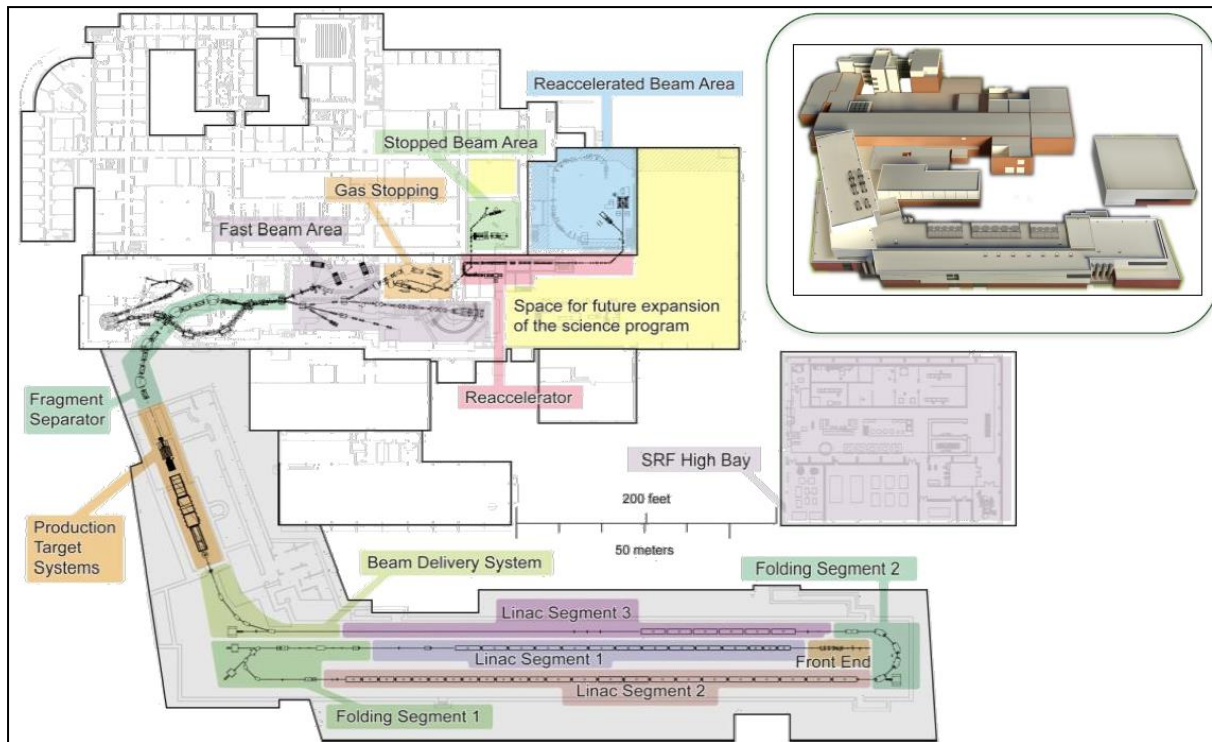 Reaccelerated Beam Area
Stopped Beam Area
Gas Stopping
Fast Beam Area
Space for future expansion
of the science program
Reaccelerator
Fragment
Separator
SRF High Bay
200 feet
50 meters
Production
Target
Systems
Beam Delivery System
Folding Segment 2
Linac Segment 3
Linac Segment 1
Front End
Linac Segment 2
Folding Segment 1